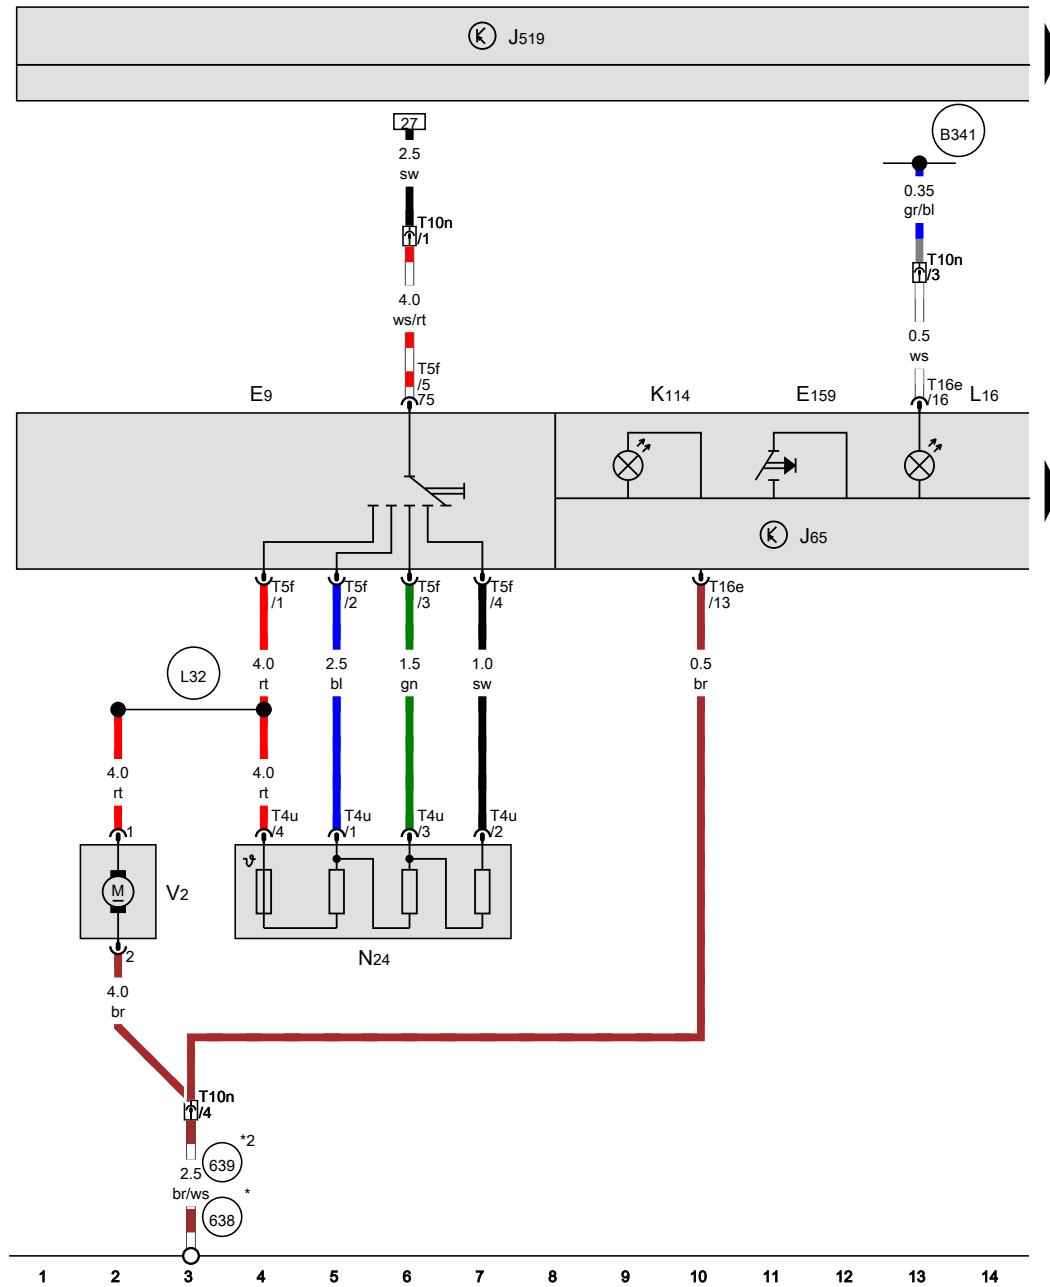 J519
27
B341
2.5
sw
0.35
gr/bl
T10n
/1
T10n
/3
4.0
ws/rt
0.5
ws
T5f
/5
75
T16e
/16
E9
K114
E159
L16
J65
T5f
/1
T5f
/2
T5f
/3
T5f
/4
T16e
/13
L32
4.0
rt
2.5
bl
1.5
gn
1.0
sw
0.5
br
4.0
rt
4.0
rt
1
T4u
/4
T4u
/1
T4u
/3
T4u
/2
ϑ
M
V2
2
N24
4.0
br
T10n
/4
*2
639
2.5
br/ws
*
638
1 2 3 4 5 6 7 8 9 10 11 12 13 14